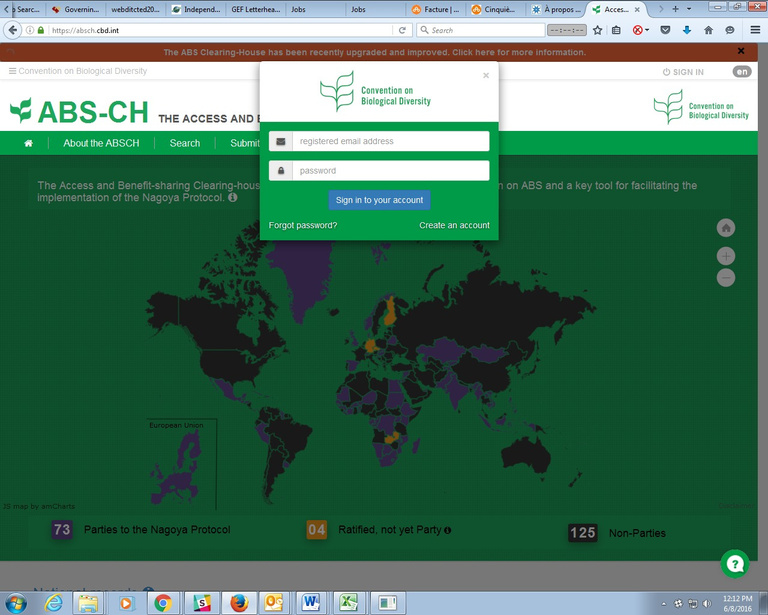 Searc...
Governin...
webditcted20...
Independ...
GEF Letterhea...
Jobs
Jobs
Facture | ...
Cinquiè...
À propos ...
Acces...
https://absch.cbd.int
Search
The ABS Clearing-House has been recently upgraded and improved. Click here for more information.
Convention on Biological Diversity
SIGN IN
en
Convention on
Biological Diversity
ABS-CH
THE ACCESS AND
Convention on
Biological Diversity
About the ABSCH
Search
Submit
registered email address
password
Sign in to your account
Forgot password?
Create an account
The Access and Benefit-sharing Clearing-hous
on ABS and a key tool for facilitating the
implementation of the Nagoya Protocol.
European Union
JS map by amCharts
73 Parties to the Nagoya Protocol
04 Ratified, not yet Party
125 Non-Parties
12:12 PM
6/8/2016